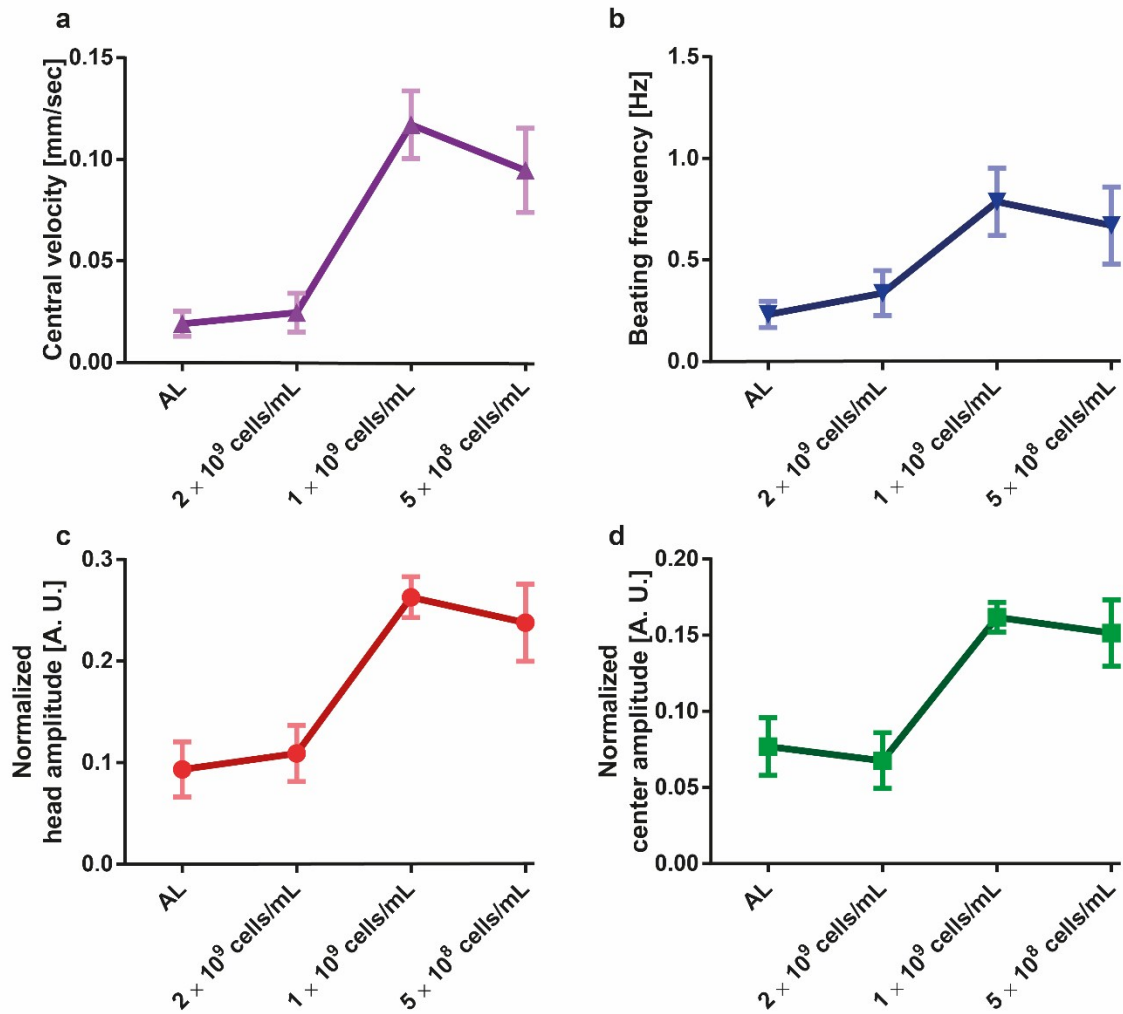 a
Central velocity [mm/sec]
0.15
0.10
0.05
0.00
AL
2 × 10⁹ cells/mL
1 × 10⁹ cells/mL
5 × 10⁸ cells/mL
b
Beating frequency [Hz]
1.5
1.0
0.5
0.0
AL
2 × 10⁹ cells/mL
1 × 10⁹ cells/mL
5 × 10⁸ cells/mL
c
Normalized
head amplitude [A. U.]
0.3
0.2
0.1
0.0
AL
2 × 10⁹ cells/mL
1 × 10⁹ cells/mL
5 × 10⁸ cells/mL
d
Normalized
center amplitude [A. U.]
0.20
0.15
0.10
0.05
0.00
AL
2 × 10⁹ cells/mL
1 × 10⁹ cells/mL
5 × 10⁸ cells/mL